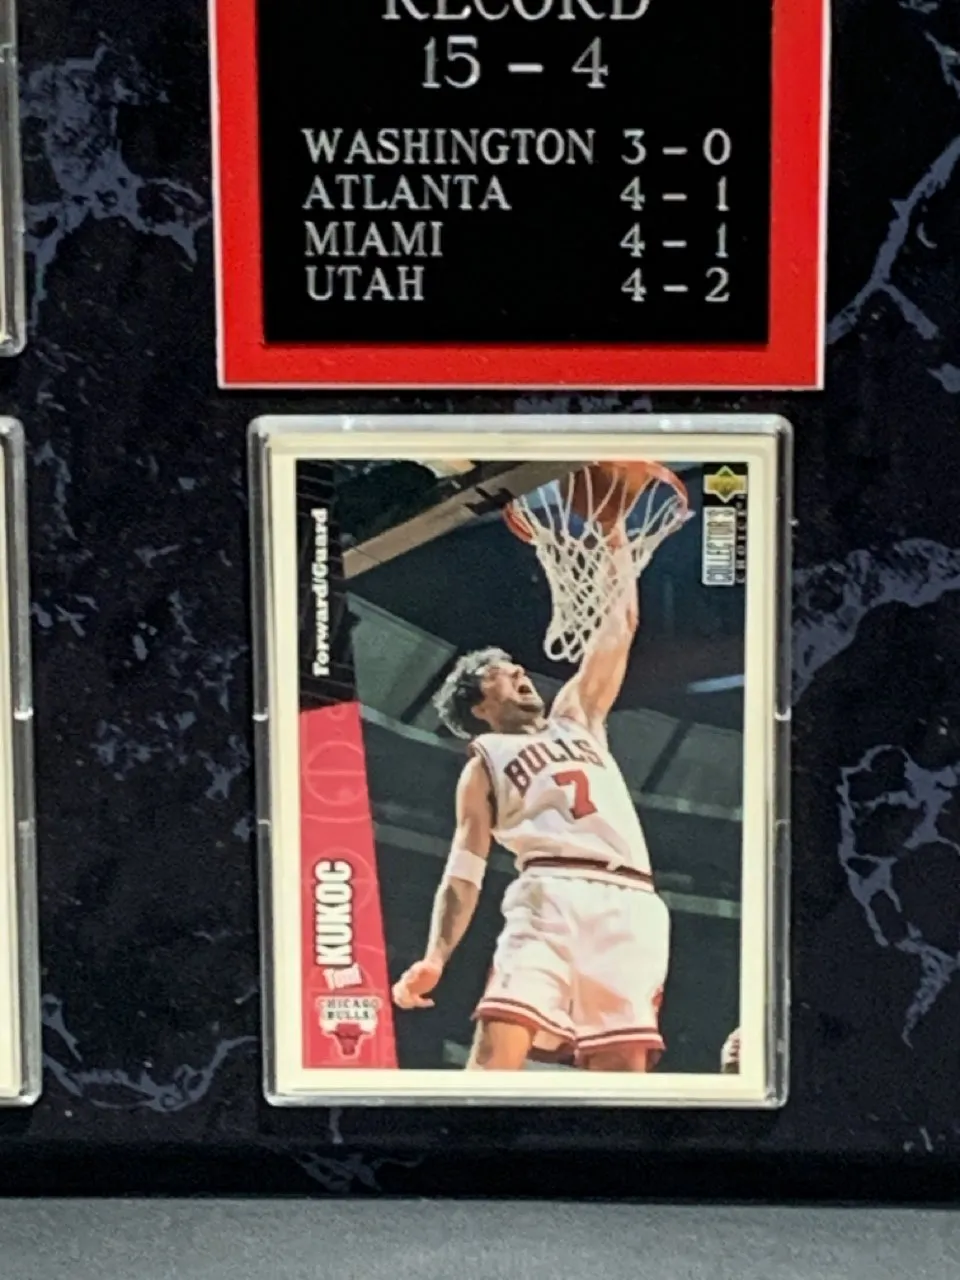 RECORD
15 – 4
WASHINGTON 3 – 0
ATLANTA 4 – 1
MIAMI 4 – 1
UTAH 4 – 2
COLLECTOR'S
CHOICE
Forward/Guard
BULLS
7
Toni KUKOC
CHICAGO
BULLS